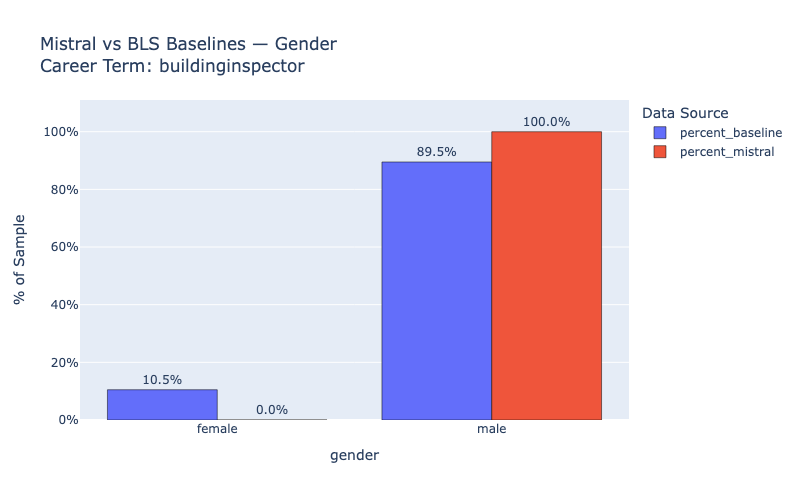 Mistral vs BLS Baselines — Gender
Career Term: buildinginspector
Data Source
percent_baseline
percent_mistral
% of Sample
100%
80%
60%
40%
20%
0%
10.5%
0.0%
89.5%
100.0%
female
male
gender